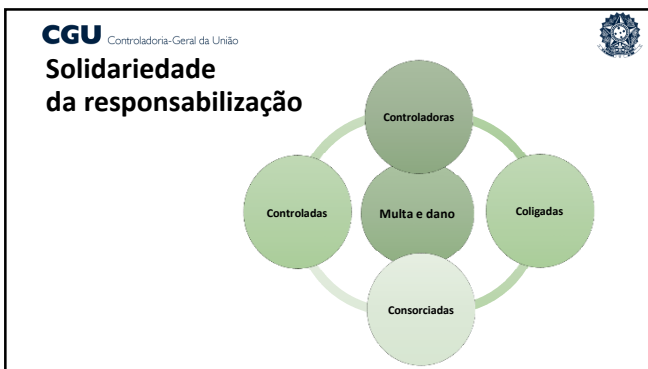 CGU Controladoria-Geral da União
Solidariedade
da responsabilização
Controladoras
Controladas
Multa e dano
Coligadas
Consorciadas